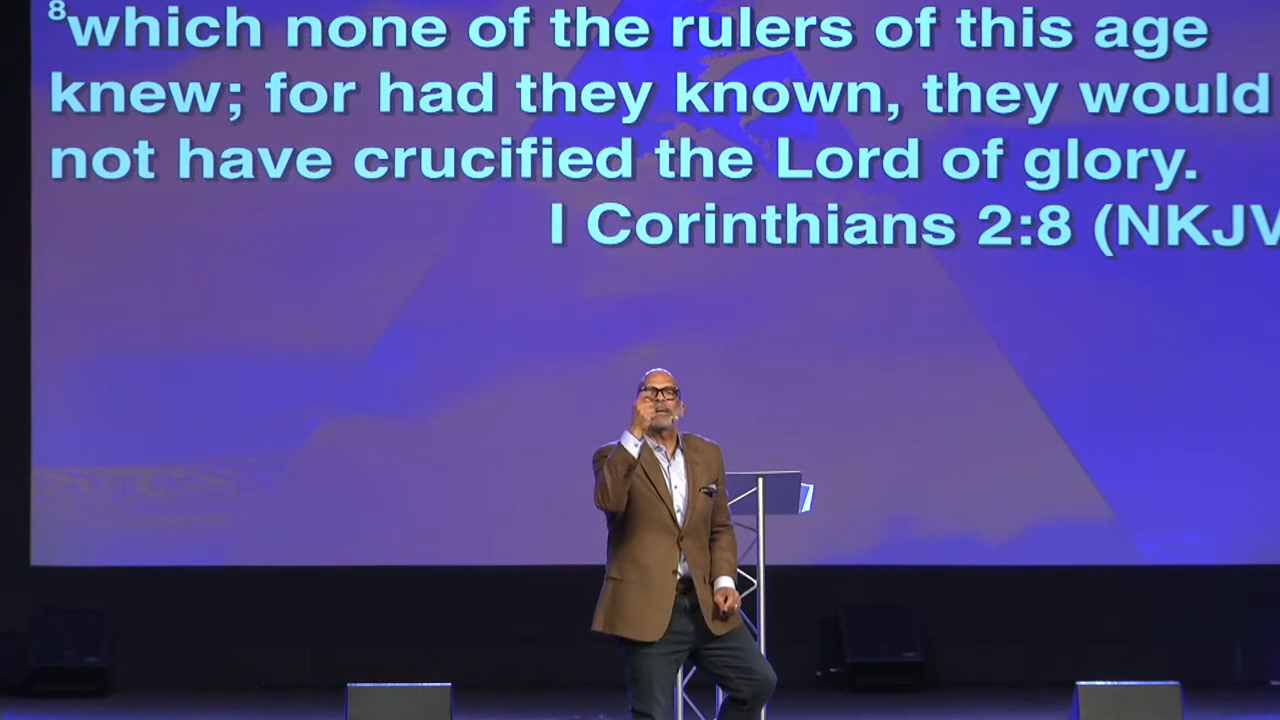 8which none of the rulers of this age
knew; for had they known, they would
not have crucified the Lord of glory.
I Corinthians 2:8 (NKJV